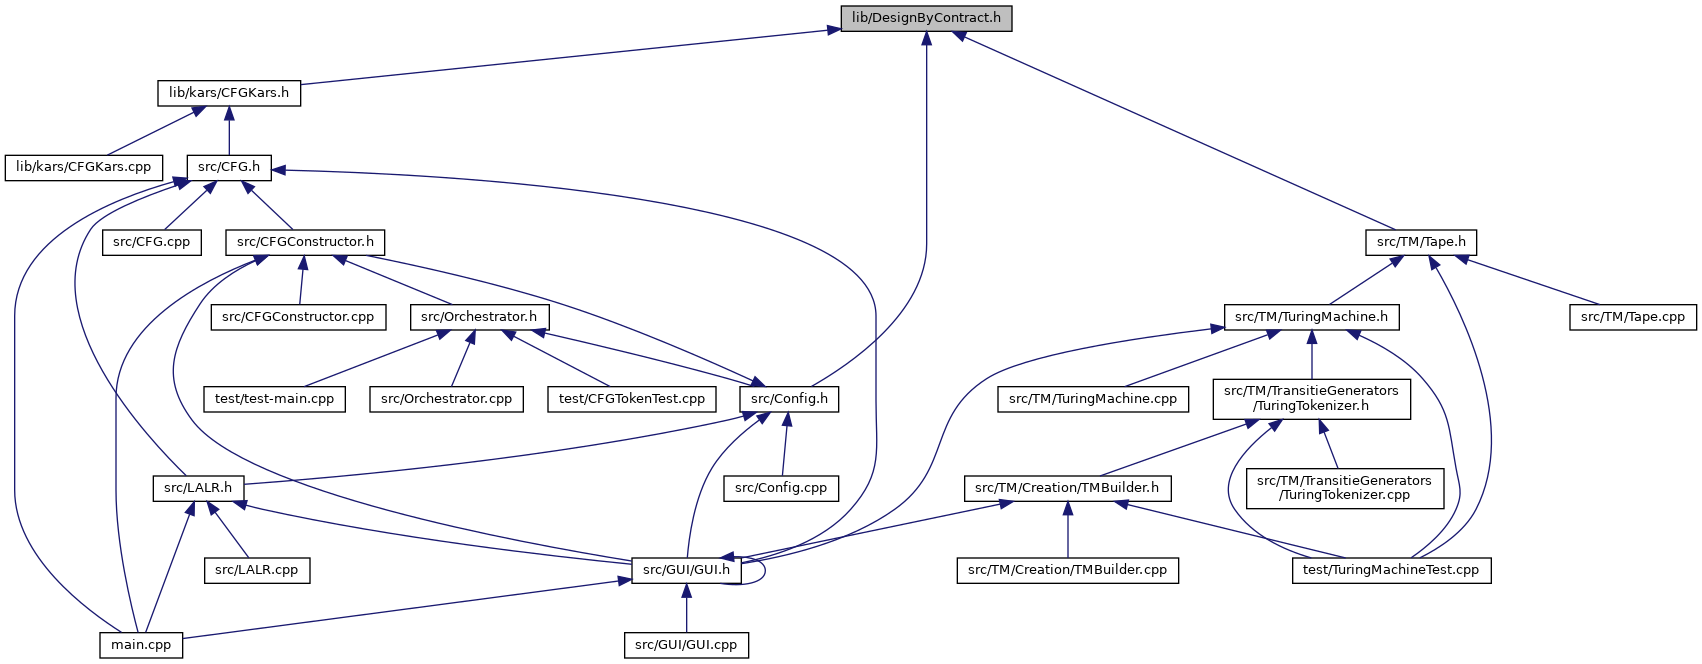 lib/DesignByContract.h
lib/kars/CFGKars.h
lib/kars/CFGKars.cpp
src/CFG.h
src/CFG.cpp
src/CFGConstructor.h
src/TM/Tape.h
src/CFGConstructor.cpp
src/Orchestrator.h
src/TM/TuringMachine.h
src/TM/Tape.cpp
test/test-main.cpp
src/Orchestrator.cpp
test/CFGTokenTest.cpp
src/Config.h
src/TM/TuringMachine.cpp
src/TM/TransitieGenerators
/TuringTokenizer.h
src/LALR.h
src/Config.cpp
src/TM/Creation/TMBuilder.h
src/TM/TransitieGenerators
/TuringTokenizer.cpp
src/LALR.cpp
src/GUI/GUI.h
src/TM/Creation/TMBuilder.cpp
test/TuringMachineTest.cpp
main.cpp
src/GUI/GUI.cpp